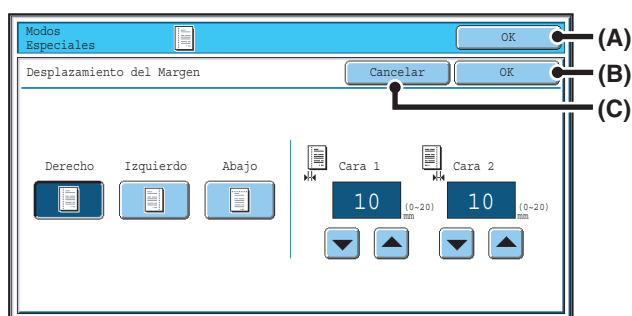 Modos
Especiales
OK
(A)
Desplazamiento del Margen
Cancelar
OK
(B)
(C)
Derecho
Izquierdo
Abajo
Cara 1
Cara 2
10
(0~20)
mm
10
(0~20)
mm